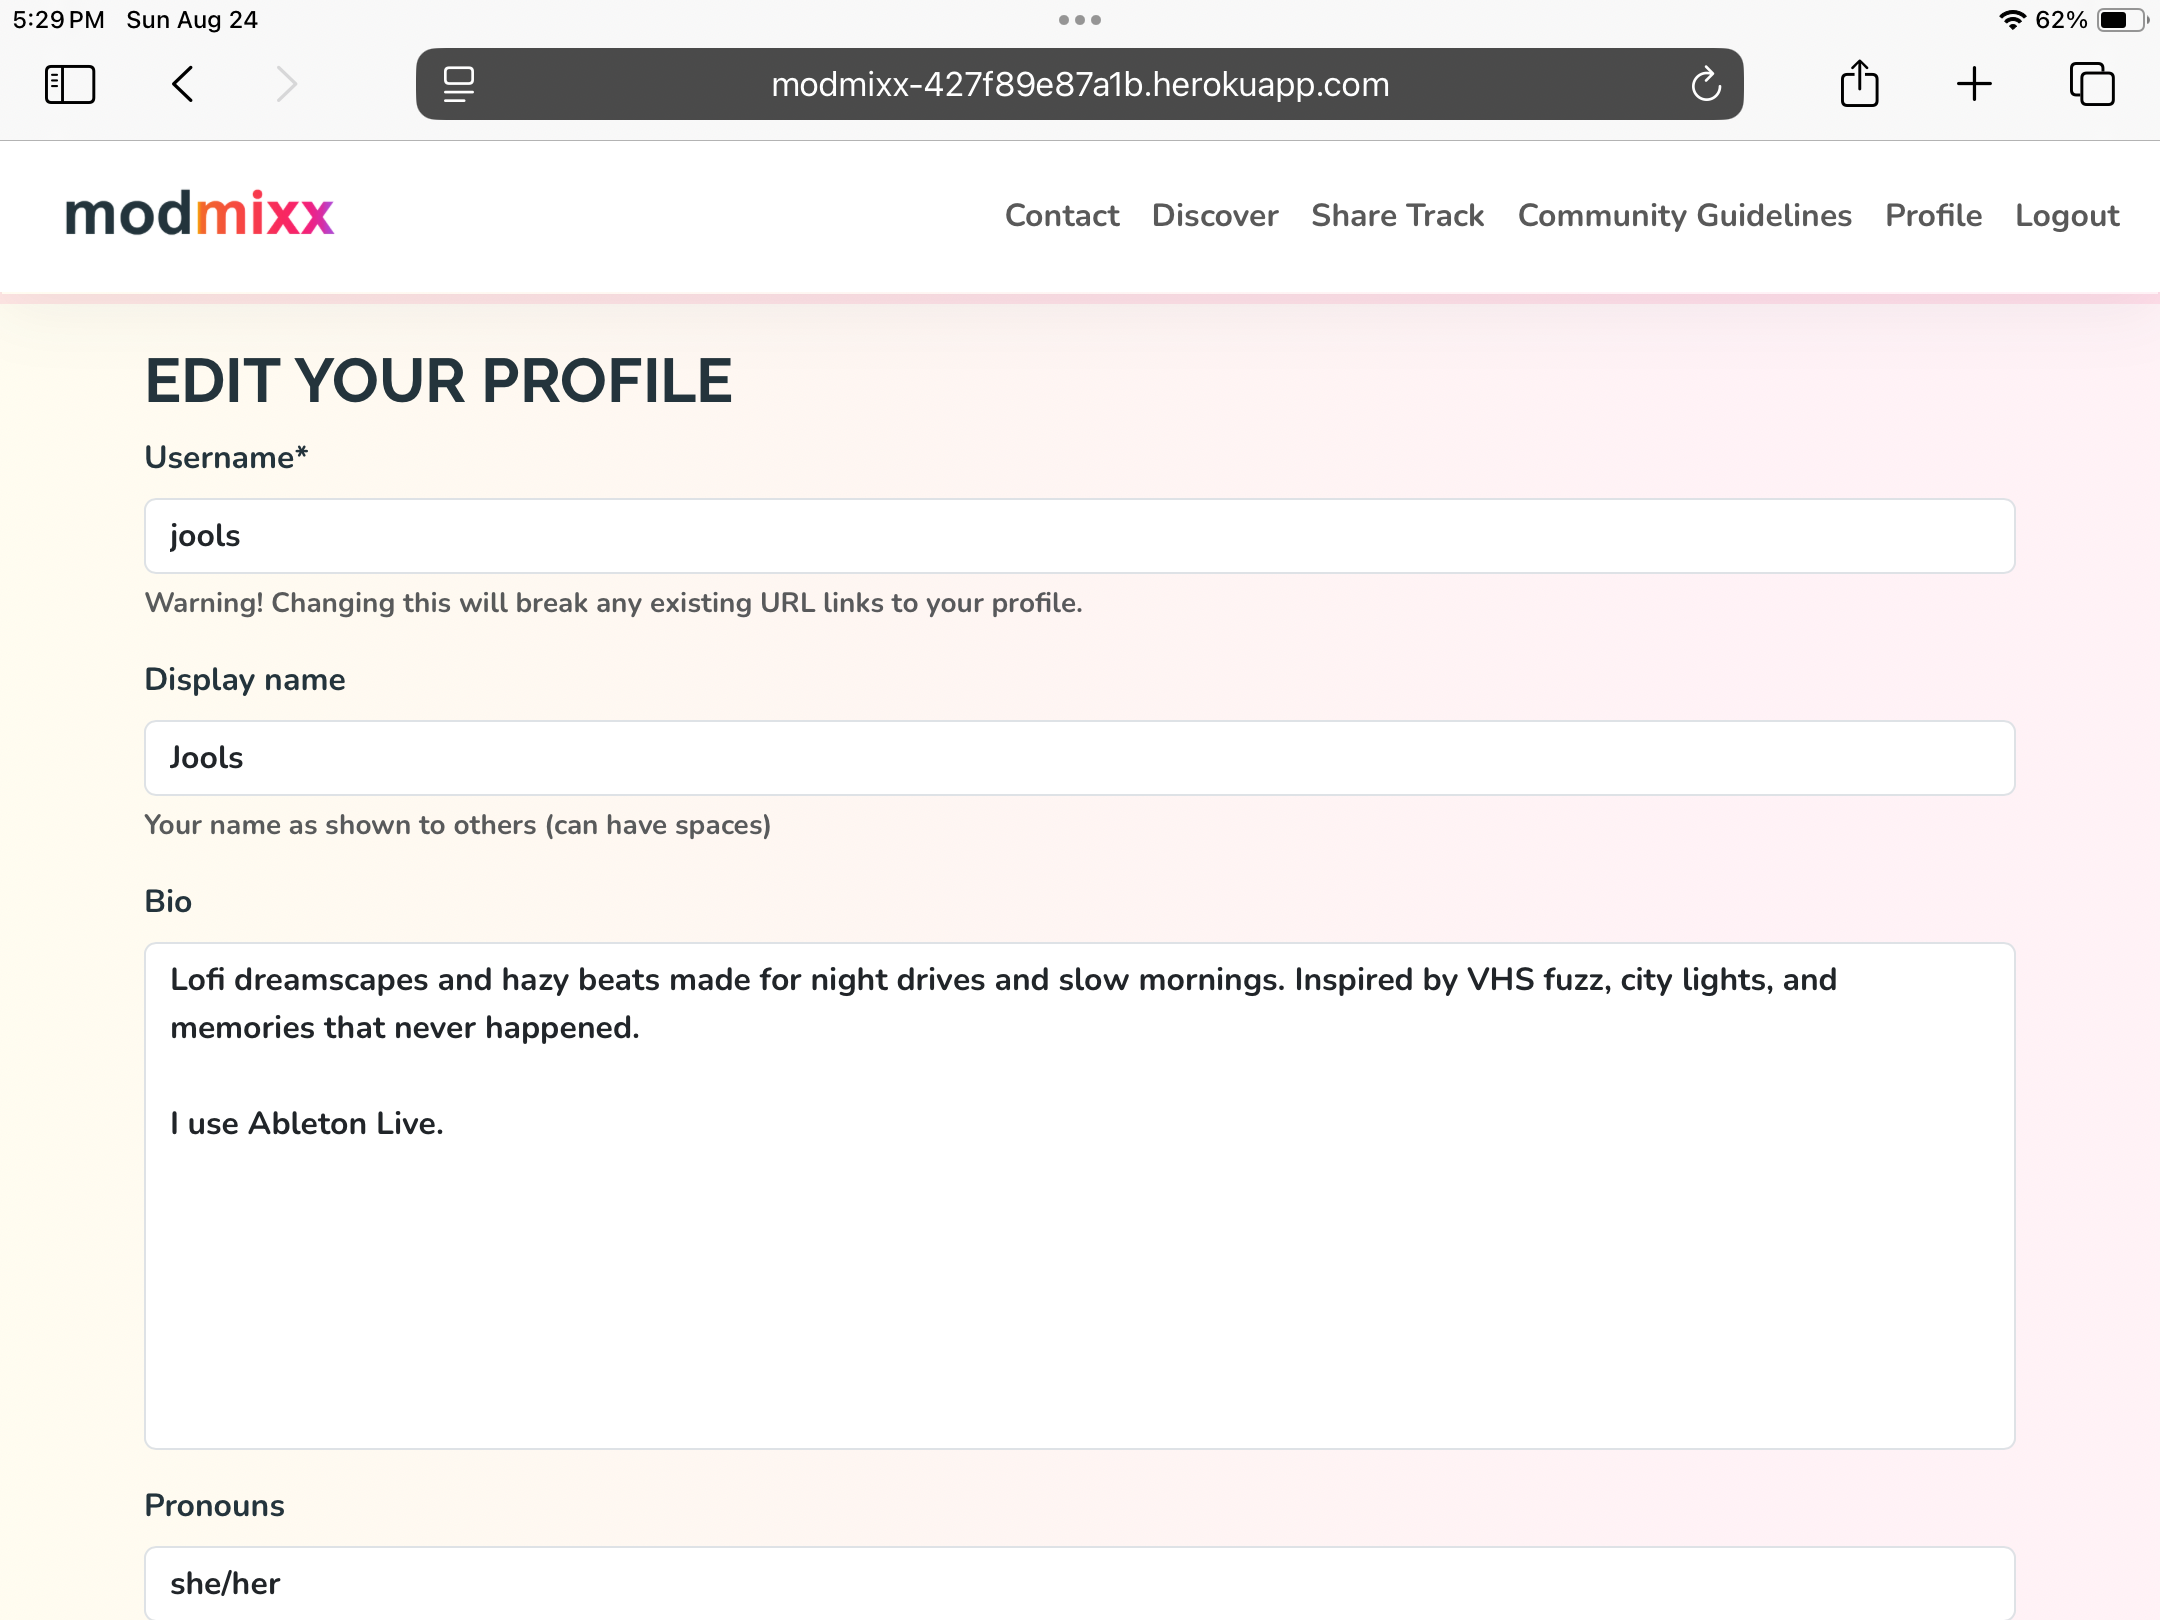 5:29 PM Sun Aug 24 62%
modmixx-427f89e87a1b.herokuapp.com
modmixx Contact Discover Share Track Community Guidelines Profile Logout
EDIT YOUR PROFILE
Username*
jools
Warning! Changing this will break any existing URL links to your profile.
Display name
Jools
Your name as shown to others (can have spaces)
Bio
Lofi dreamscapes and hazy beats made for night drives and slow mornings. Inspired by VHS fuzz, city lights, and
memories that never happened.
I use Ableton Live.
Pronouns
she/her